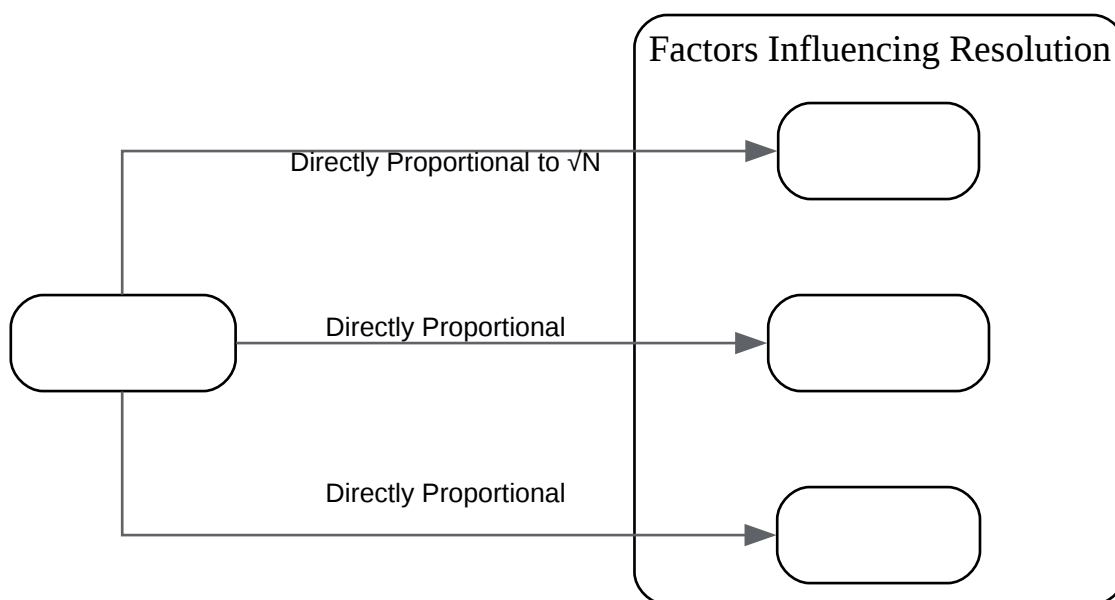 Factors Influencing Resolution
Directly Proportional to √N
Directly Proportional
Directly Proportional